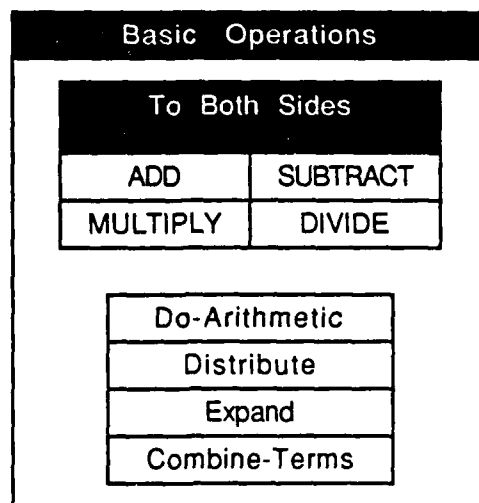 Basic Operations
To Both Sides
ADD SUBTRACT
MULTIPLY DIVIDE
Do-Arithmetic
Distribute
Expand
Combine-Terms